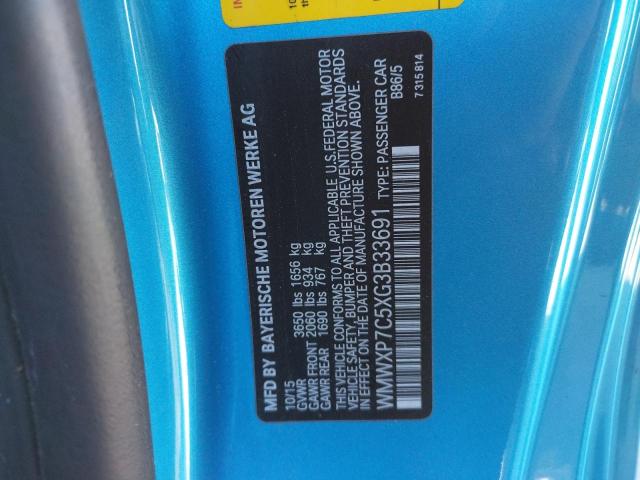 MFD BY BAYERISCHE MOTOREN WERKE AG
10/15
GVWR 3650 lbs 1656 kg
GAWR FRONT 2060 lbs 934 kg
GAWR REAR 1690 lbs 767 kg
THIS VEHICLE CONFORMS TO ALL APPLICABLE U.S.FEDERAL MOTOR
VEHICLE SAFETY, BUMPER AND THEFT PREVENTION STANDARDS
IN EFFECT ON THE DATE OF MANUFACTURE SHOWN ABOVE.
WMWXP7C5XG3B33691 TYPE: PASSENGER CAR
B86/5
7315814